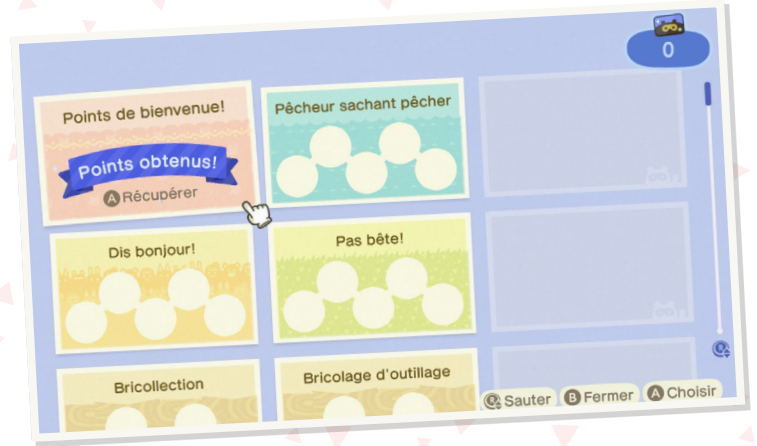 0
Points de bienvenue!
Points obtenus!
A Récupérer
Pêcheur sachant pêcher
Dis bonjour!
Pas bête!
Bricollection
Bricolage d'outillage
R Sauter B Fermer A Choisir